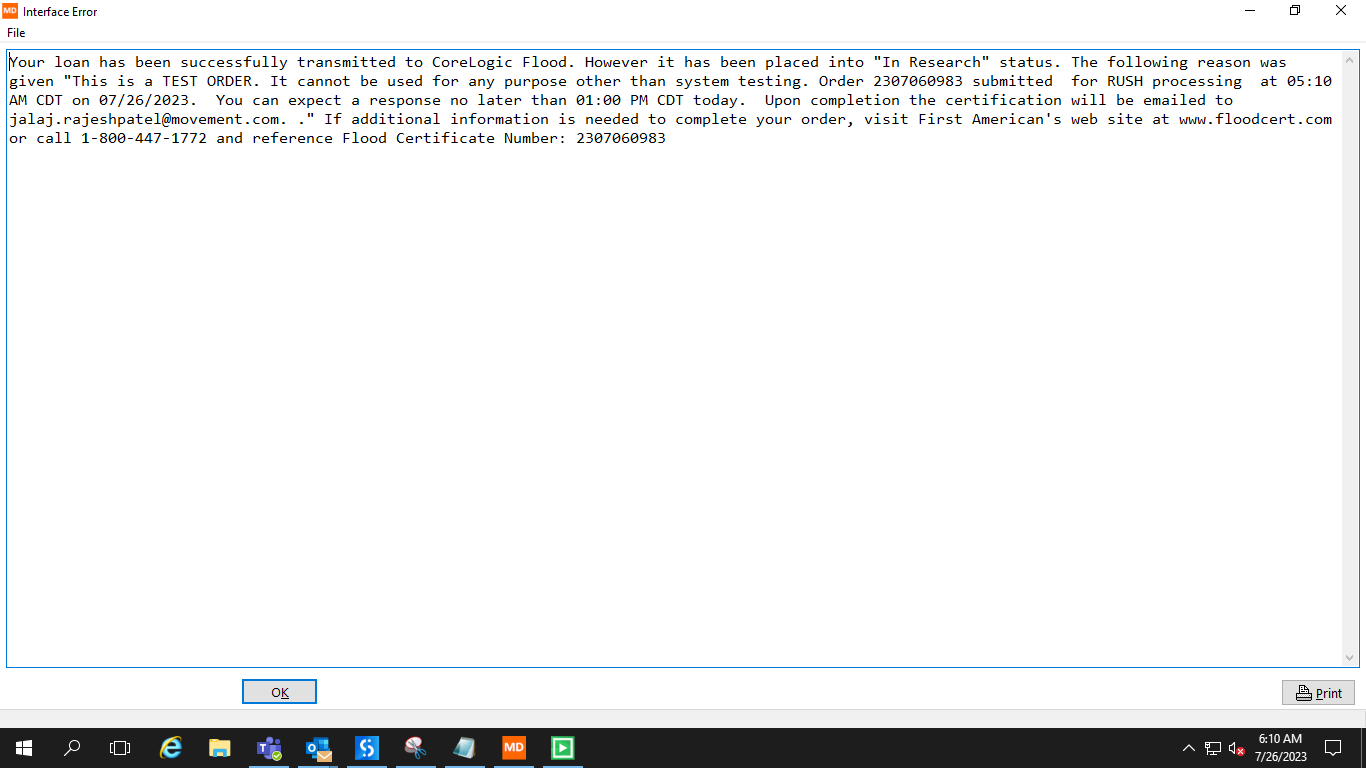 MD Interface Error
File
Your loan has been successfully transmitted to CoreLogic Flood. However it has been placed into "In Research" status. The following reason was
given "This is a TEST ORDER. It cannot be used for any purpose other than system testing. Order 2307060983 submitted  for RUSH processing  at 05:10
AM CDT on 07/26/2023.  You can expect a response no later than 01:00 PM CDT today.  Upon completion the certification will be emailed to
jalaj.rajeshpatel@movement.com. ." If additional information is needed to complete your order, visit First American's web site at www.floodcert.com
or call 1-800-447-1772 and reference Flood Certificate Number: 2307060983
OK
Print
MD
6:10 AM
7/26/2023